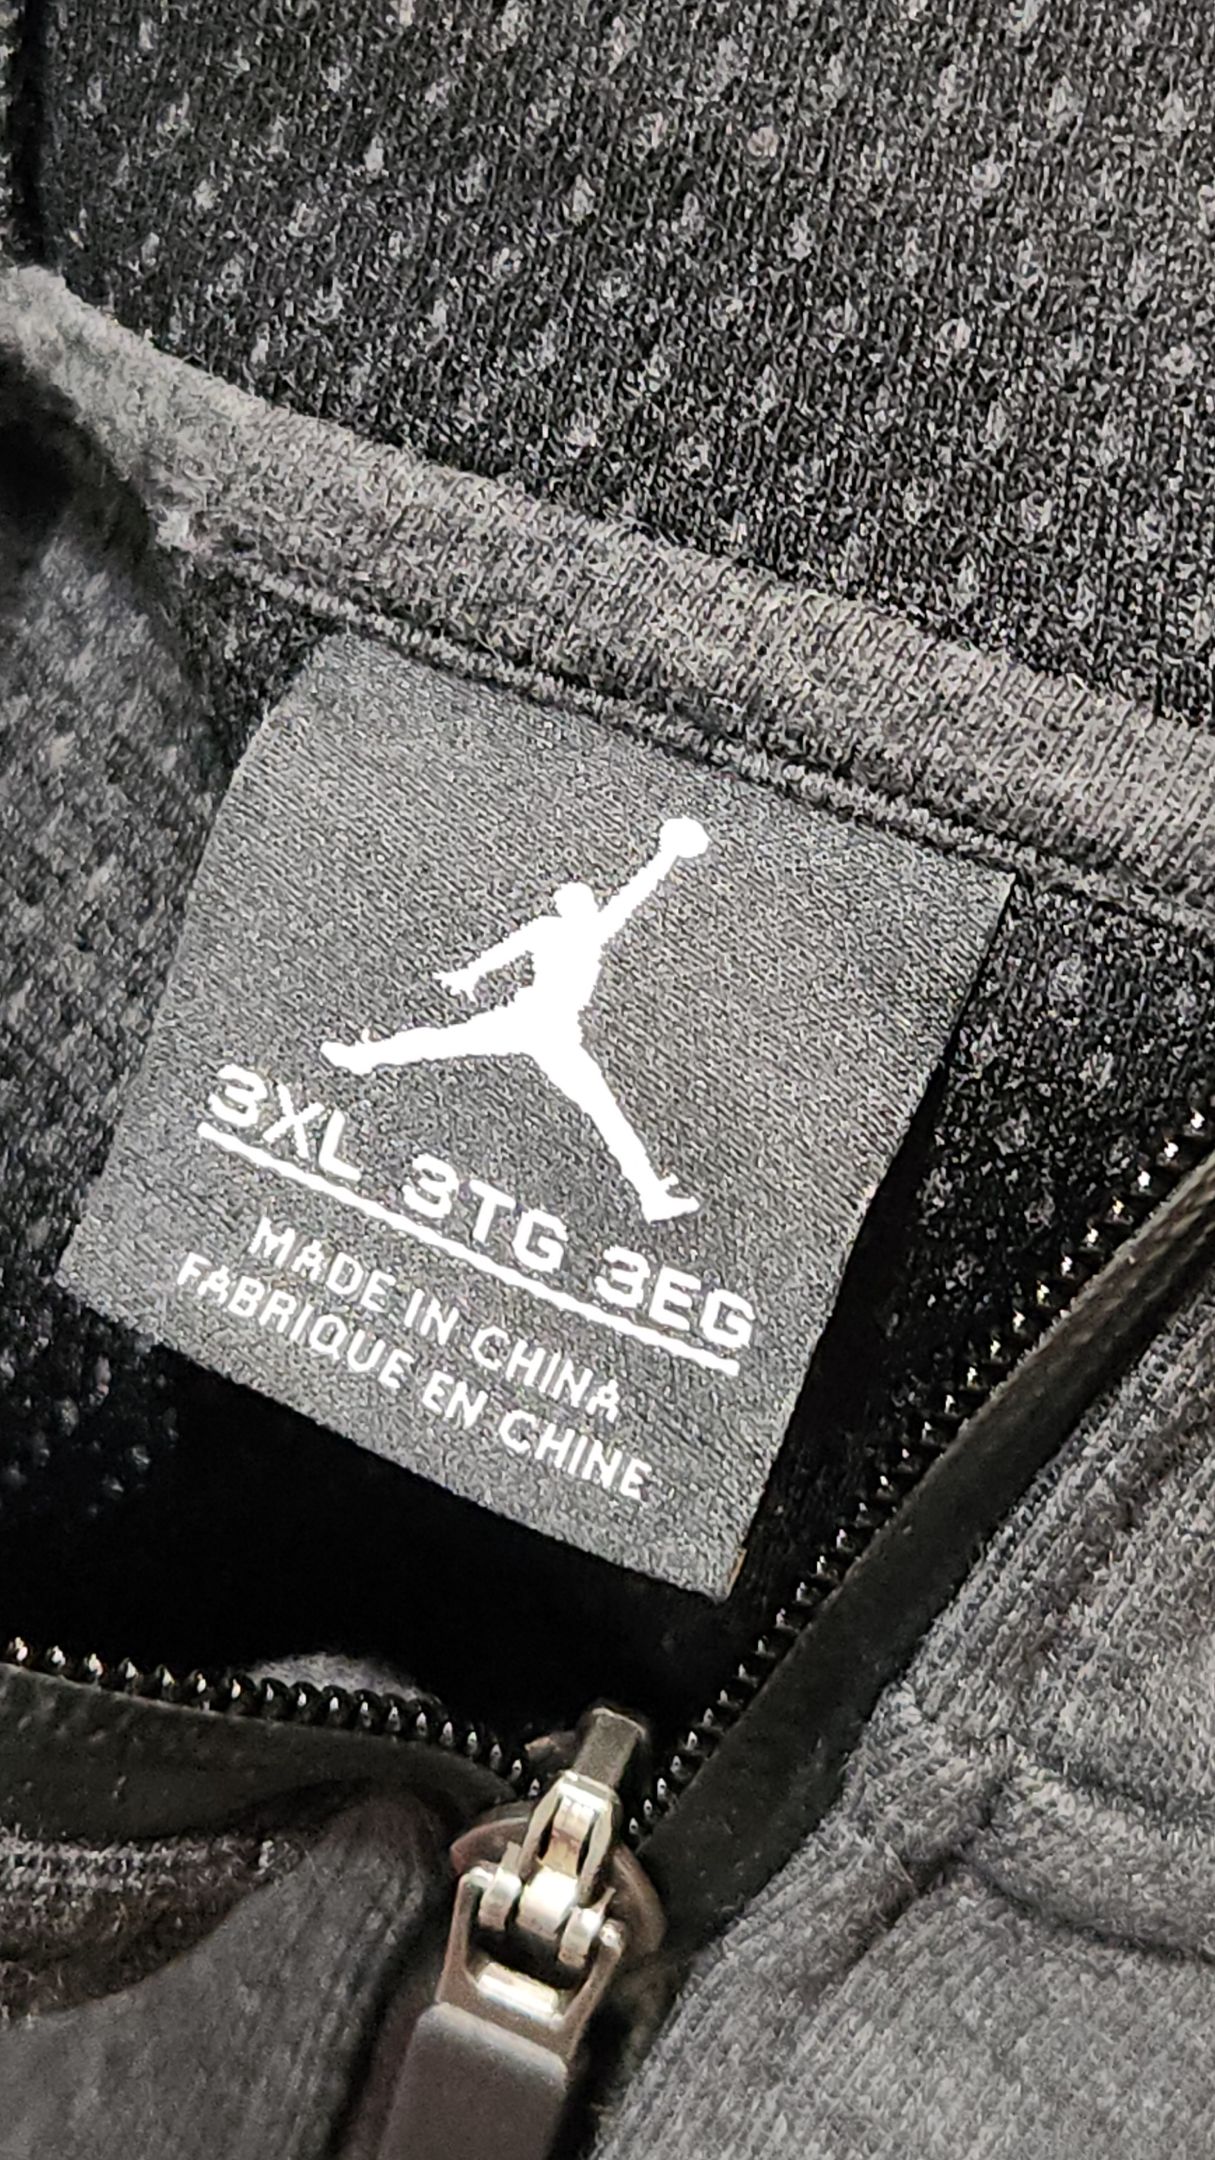 3XL 3TG 3EG
MADE IN CHINA
FABRIQUE EN CHINE